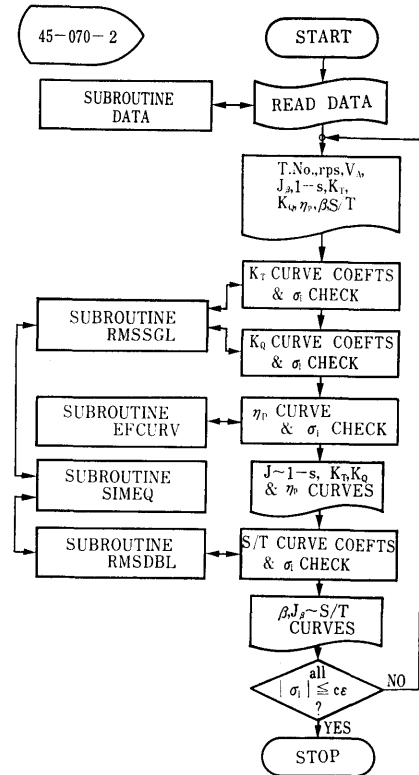 45-070-2
START
SUBROUTINE
DATA
READ DATA
T.No.,rps,V_A,
J_β,1-s,K_T,
K_Q,η_P,β,S/T
K_T CURVE COEFTS
& σ_i CHECK
SUBROUTINE
RMSSGL
K_Q CURVE COEFTS
& σ_i CHECK
SUBROUTINE
EFCURV
η_P CURVE
& σ_i CHECK
SUBROUTINE
SIMEQ
J~1-s, K_T,K_Q
& η_P CURVES
SUBROUTINE
RMSDBL
S/T CURVE COEFTS
& σ_i CHECK
β,J_β~S/T
CURVES
all
| σ_i | ≦ cε
?
NO
YES
STOP